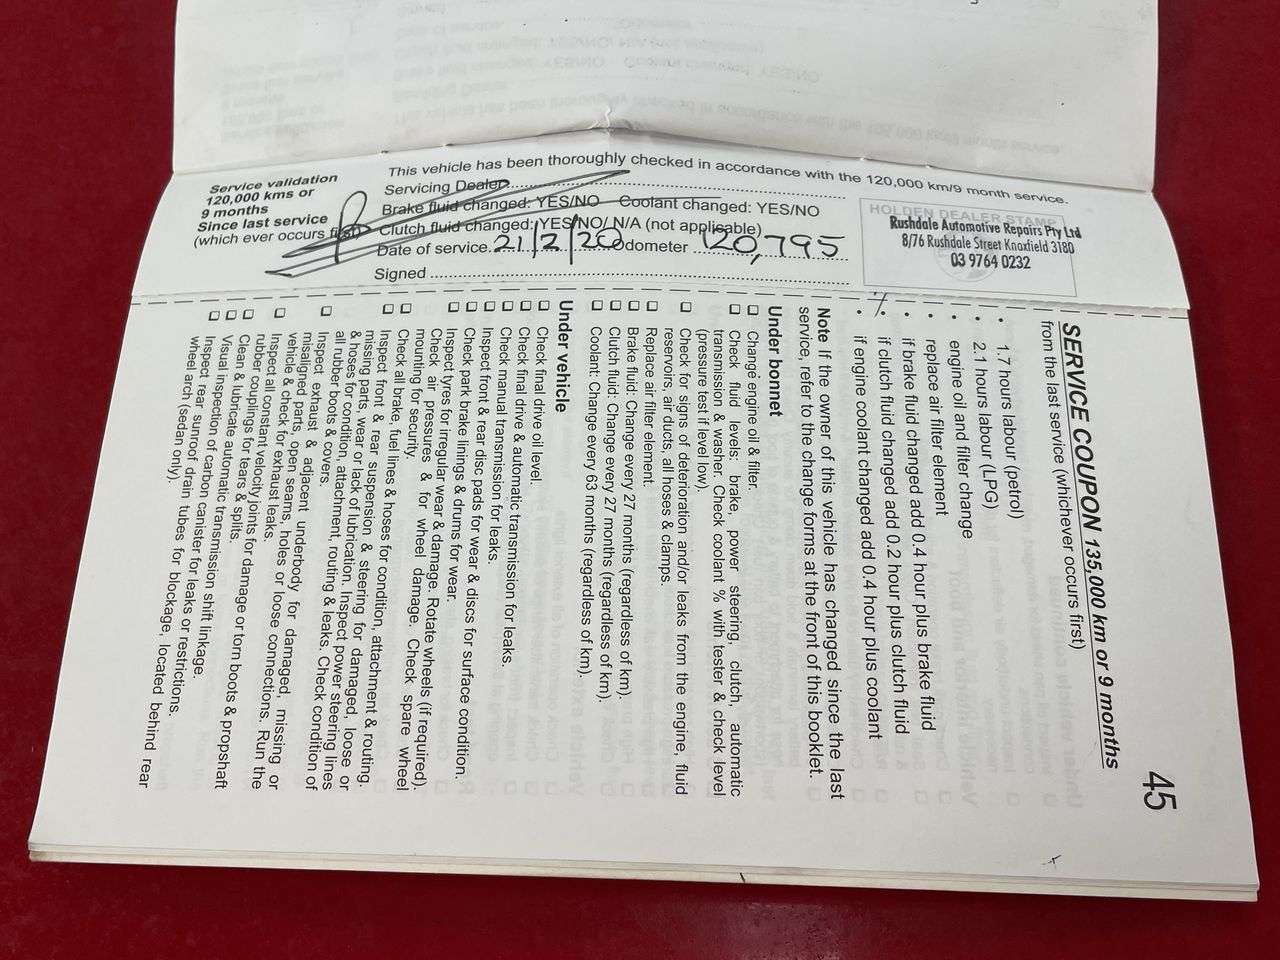 Service validation
120,000 kms or
9 months
Since last service
(which ever occurs first)
This vehicle has been thoroughly checked in accordance with the 120,000 km/9 month service.
Servicing Dealer
Brake fluid changed: YES/NO Coolant changed: YES/NO
Clutch fluid changed: YES/NO/ N/A (not applicable)
Date of service 21/2/20 Odometer 120,795
Signed
HOLDEN DEALER STAMP
Rushdale Automotive Repairs Pty Ltd
8/76 Rushdale Street Knoxfield 3180
03 9764 0232
45
SERVICE COUPON 135,000 km or 9 months
from the last service (whichever occurs first)
• 1.7 hours labour (petrol)
• 2.1 hours labour (LPG)
• engine oil and filter change
• replace air filter element
• if brake fluid changed add 0.4 hour plus brake fluid
• if clutch fluid changed add 0.2 hour plus clutch fluid
• if engine coolant changed add 0.4 hour plus coolant
Note If the owner of this vehicle has changed since the last
service, refer to the change forms at the front of this booklet.
Under bonnet
Change engine oil & filter.
Check fluid levels: brake, power steering, clutch, automatic
transmission & washer. Check coolant % with tester & check level
(pressure test if level low).
Check for signs of deterioration and/or leaks from the engine, fluid
reservoirs, air ducts, all hoses & clamps.
Replace air filter element.
Brake fluid: Change every 27 months (regardless of km).
Clutch fluid: Change every 27 months (regardless of km).
Coolant: Change every 63 months (regardless of km).
Under vehicle
Check final drive oil level.
Check final drive & automatic transmission for leaks.
Check manual transmission for leaks.
Inspect front & rear disc pads for wear & discs for surface condition.
Check park brake linings & drums for wear.
Inspect tyres for irregular wear & damage. Rotate wheels (if required).
Check air pressures & for wheel damage. Check spare wheel
mounting for security.
Check all brake, fuel lines & hoses for condition, attachment & routing.
Inspect front & rear suspension & steering for damaged, loose or
missing parts, wear or lack of lubrication. Inspect power steering lines
& hoses for condition, attachment, routing & leaks. Check condition of
all rubber boots & covers.
Inspect exhaust & adjacent underbody for damaged, missing or
misaligned parts, open seams, holes or loose connections. Run the
vehicle & check for exhaust leaks.
Inspect all constant velocity joints for damage or torn boots & propshaft
rubber couplings for tears & splits.
Clean & lubricate automatic transmission shift linkage.
Visual inspection of carbon canister for leaks or restrictions.
Inspect rear sunroof drain tubes for blockage, located behind rear
wheel arch (sedan only).